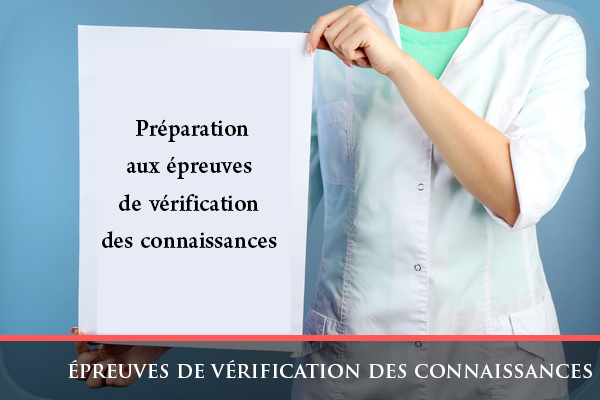 Préparation
aux épreuves
de vérification
des connaissances
ÉPREUVES DE VÉRIFICATION DES CONNAISSANCES